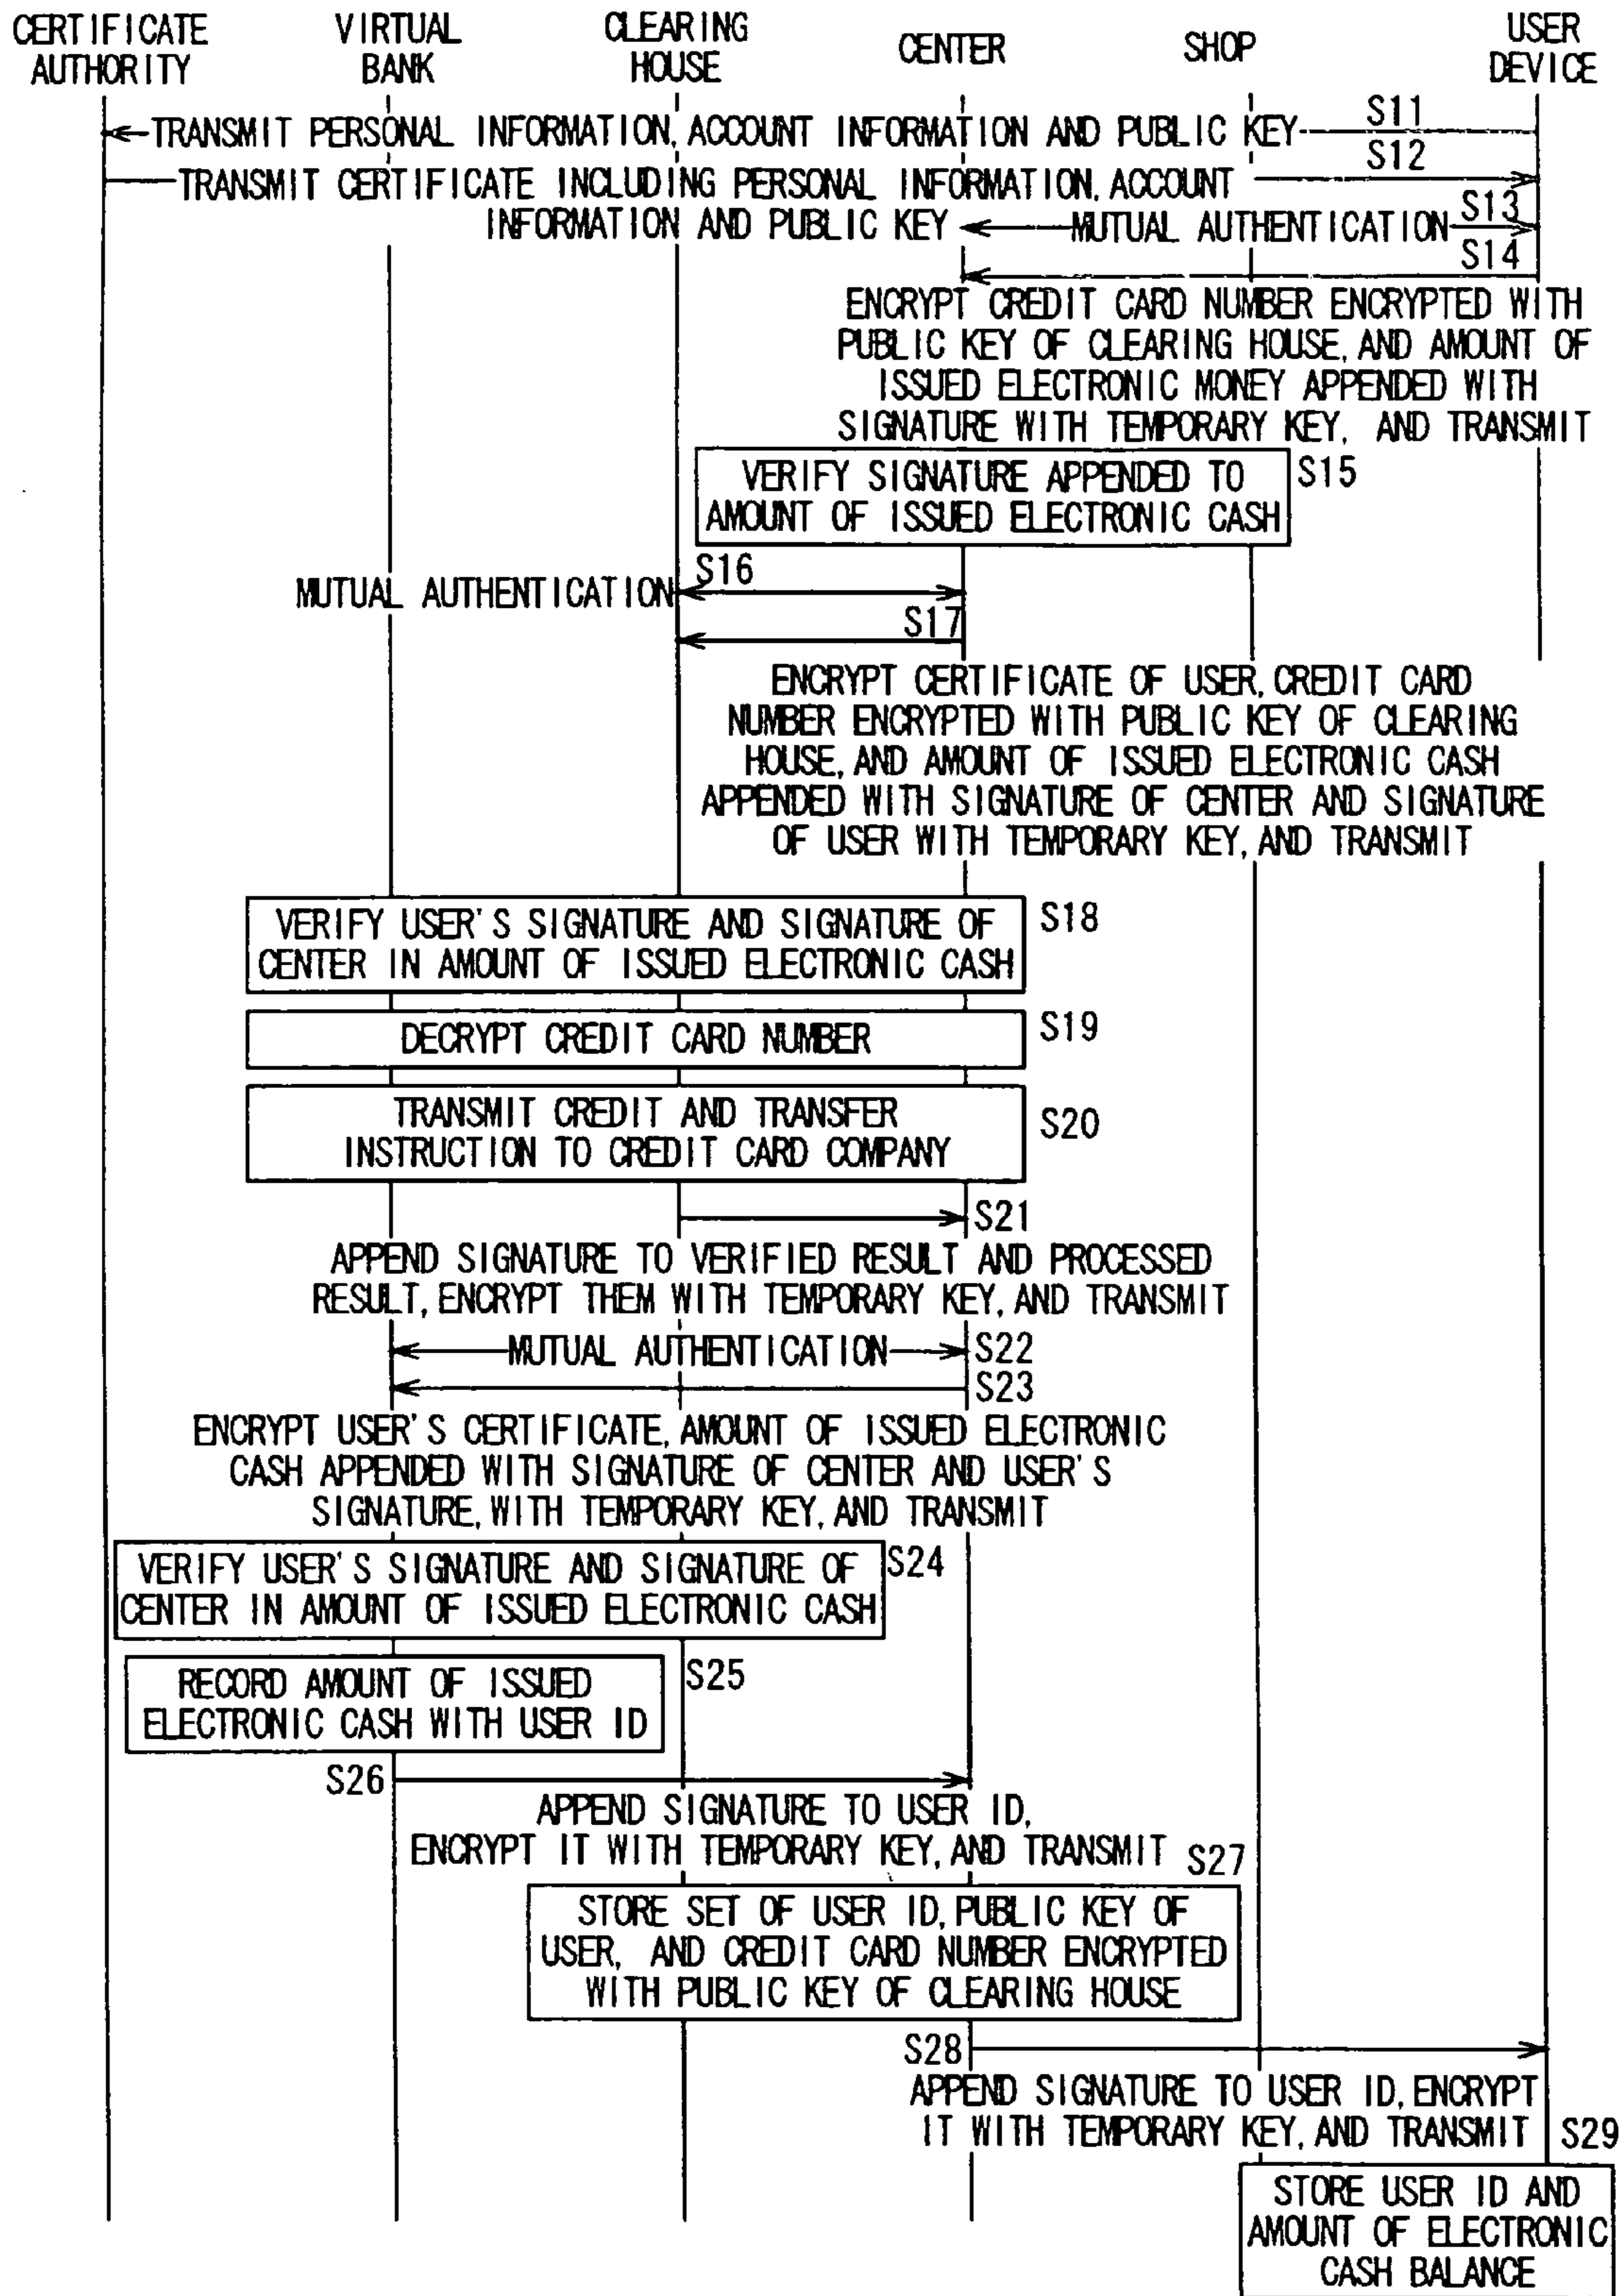 CERTIFICATE AUTHORITY
VIRTUAL BANK
CLEARING HOUSE
CENTER
SHOP
USER DEVICE
S11
TRANSMIT PERSONAL INFORMATION, ACCOUNT INFORMATION AND PUBLIC KEY
S12
TRANSMIT CERTIFICATE INCLUDING PERSONAL INFORMATION, ACCOUNT
INFORMATION AND PUBLIC KEY
MUTUAL AUTHENTICATION
S13
S14
ENCRYPT CREDIT CARD NUMBER ENCRYPTED WITH
PUBLIC KEY OF CLEARING HOUSE, AND AMOUNT OF
ISSUED ELECTRONIC MONEY APPENDED WITH
SIGNATURE WITH TEMPORARY KEY, AND TRANSMIT
VERIFY SIGNATURE APPENDED TO
AMOUNT OF ISSUED ELECTRONIC CASH
S15
S16
MUTUAL AUTHENTICATION
S17
ENCRYPT CERTIFICATE OF USER, CREDIT CARD
NUMBER ENCRYPTED WITH PUBLIC KEY OF CLEARING
HOUSE, AND AMOUNT OF ISSUED ELECTRONIC CASH
APPENDED WITH SIGNATURE OF CENTER AND SIGNATURE
OF USER WITH TEMPORARY KEY, AND TRANSMIT
VERIFY USER'S SIGNATURE AND SIGNATURE OF
CENTER IN AMOUNT OF ISSUED ELECTRONIC CASH
S18
DECRYPT CREDIT CARD NUMBER
S19
TRANSMIT CREDIT AND TRANSFER
INSTRUCTION TO CREDIT CARD COMPANY
S20
S21
APPEND SIGNATURE TO VERIFIED RESULT AND PROCESSED
RESULT, ENCRYPT THEM WITH TEMPORARY KEY, AND TRANSMIT
MUTUAL AUTHENTICATION
S22
S23
ENCRYPT USER'S CERTIFICATE, AMOUNT OF ISSUED ELECTRONIC
CASH APPENDED WITH SIGNATURE OF CENTER AND USER'S
SIGNATURE, WITH TEMPORARY KEY, AND TRANSMIT
VERIFY USER'S SIGNATURE AND SIGNATURE OF
CENTER IN AMOUNT OF ISSUED ELECTRONIC CASH
S24
RECORD AMOUNT OF ISSUED
ELECTRONIC CASH WITH USER ID
S25
S26
APPEND SIGNATURE TO USER ID,
ENCRYPT IT WITH TEMPORARY KEY, AND TRANSMIT
S27
STORE SET OF USER ID, PUBLIC KEY OF
USER, AND CREDIT CARD NUMBER ENCRYPTED
WITH PUBLIC KEY OF CLEARING HOUSE
S28
APPEND SIGNATURE TO USER ID, ENCRYPT
IT WITH TEMPORARY KEY, AND TRANSMIT
S29
STORE USER ID AND
AMOUNT OF ELECTRONIC
CASH BALANCE